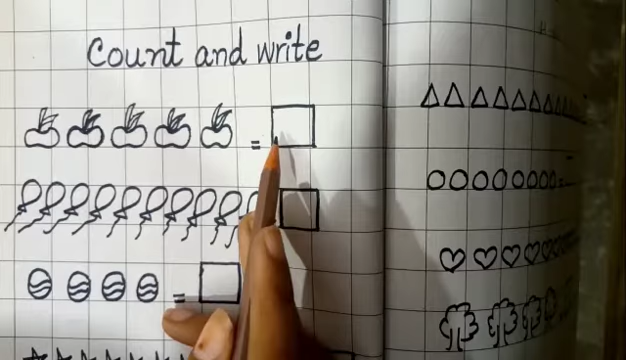 Count and write
=
=